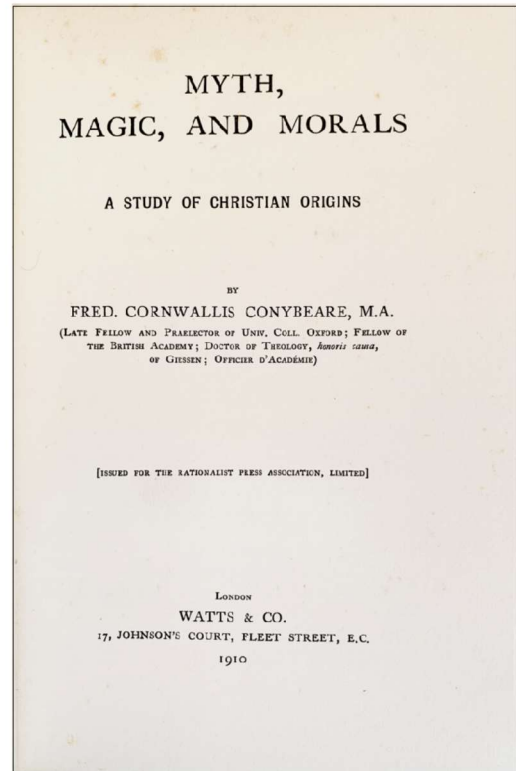 MYTH,
MAGIC, AND MORALS
A STUDY OF CHRISTIAN ORIGINS
BY
FRED. CORNWALLIS CONYBEARE, M.A.
(LATE FELLOW AND PRAELECTOR OF UNIV. COLL. OXFORD; FELLOW OF
THE BRITISH ACADEMY; DOCTOR OF THEOLOGY, honoris causa,
OF GIESSEN; OFFICIER D'ACADÉMIE)
[ISSUED FOR THE RATIONALIST PRESS ASSOCIATION, LIMITED]
LONDON
WATTS & CO.
17, JOHNSON'S COURT, FLEET STREET, E.C.
1910